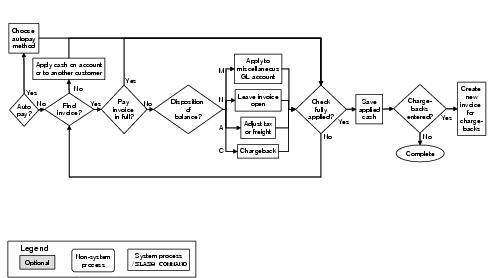 Choose
autopay
method
Apply cash on account
or to another customer
Yes
No
Yes
Auto
pay?
No
Find
invoice?
Yes
Pay
invoice
in full?
No
Disposition
of
balance?
M
N
A
C
Apply to
miscellaneous
GL account
Leave invoice
open
Adjust tax
or freight
Chargeback
Check
fully
applied?
Yes
No
Save
applied
cash
Charge-
backs
entered?
Yes
No
Complete
Create
new
invoice
for
charge-
backs
Legend
Optional
Non-system
process
System process
/SLASH COMMAND